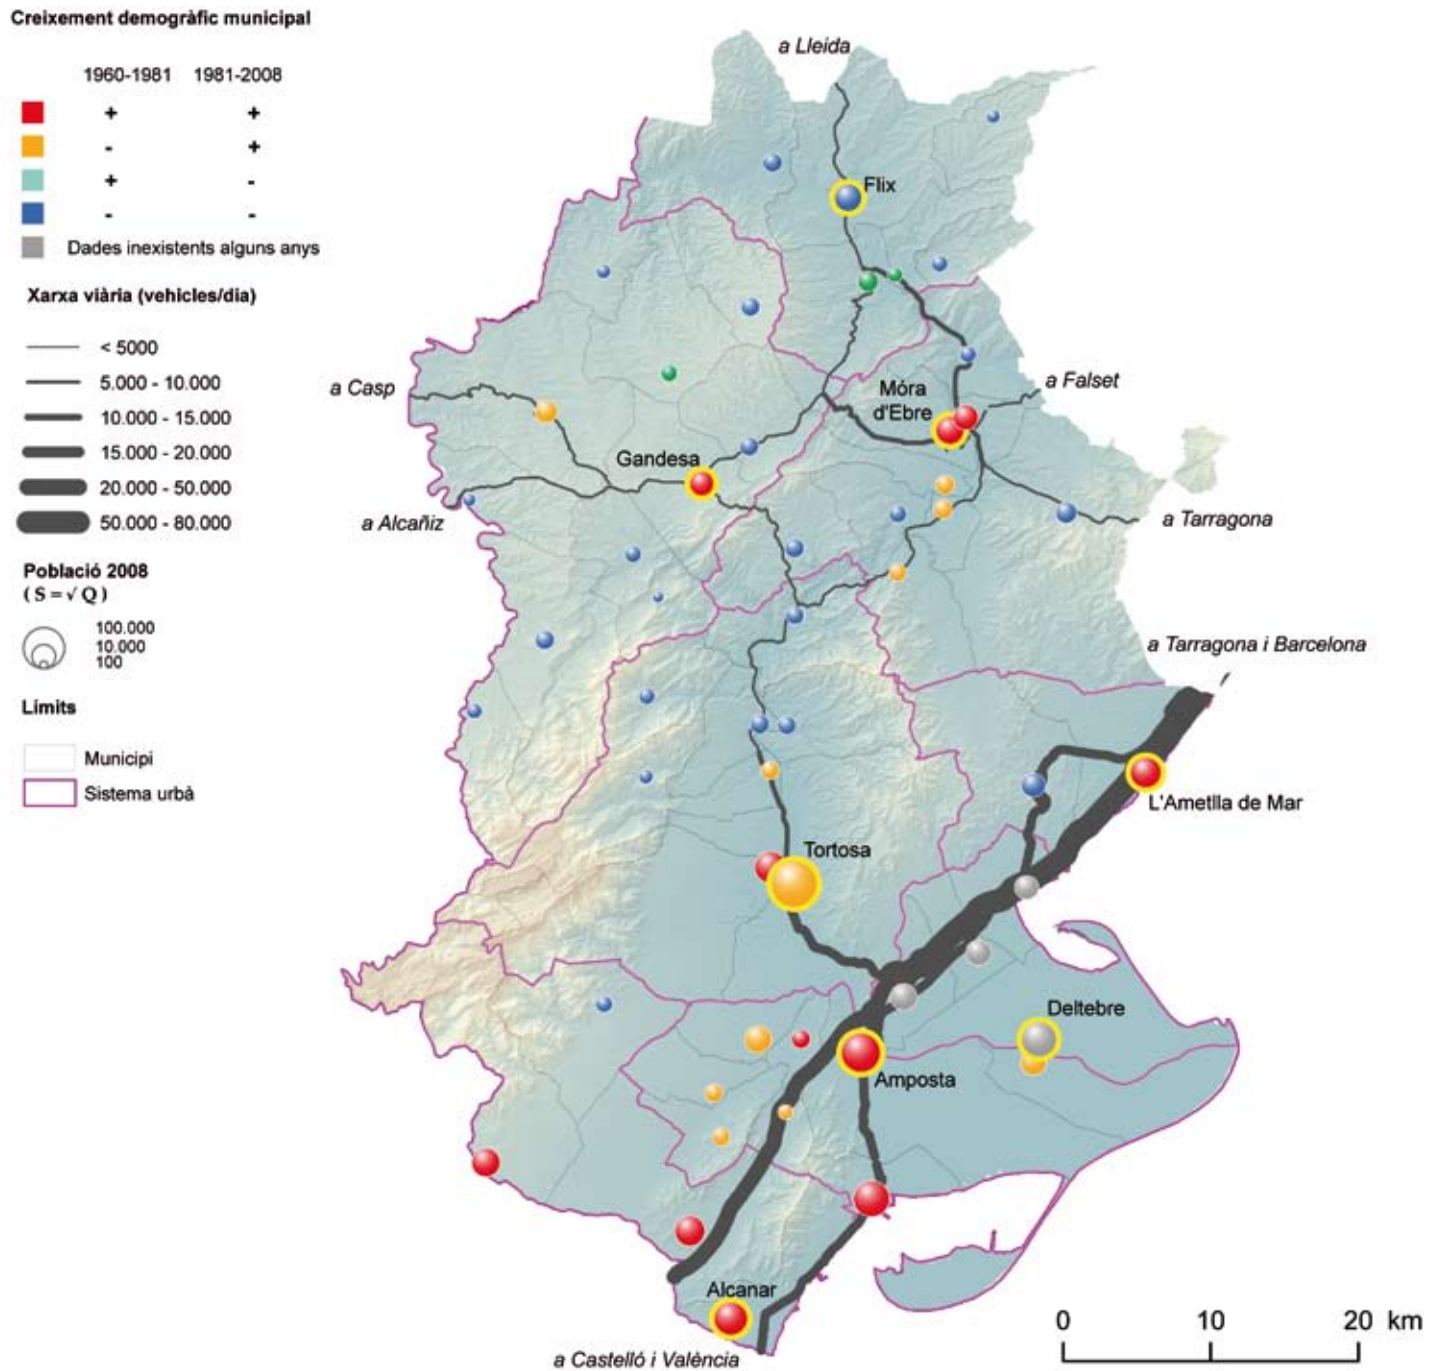 Creixement demogràfic municipal
1960-1981 1981-2008
+ +
- +
+ -
- -
Dades inexistents alguns anys
Xarxa viària (vehicles/dia)
< 5000
5.000 - 10.000
10.000 - 15.000
15.000 - 20.000
20.000 - 50.000
50.000 - 80.000
Població 2008
( S = √ Q )
100.000
10.000
100
Límits
Municipi
Sistema urbà
a Lleida
Flix
a Casp
Móra
d'Ebre
a Falset
Gandesa
a Alcañiz
a Tarragona
a Tarragona i Barcelona
L'Ametlla de Mar
Tortosa
Deltebre
Amposta
Alcanar
a Castelló i València
0 10 20 km